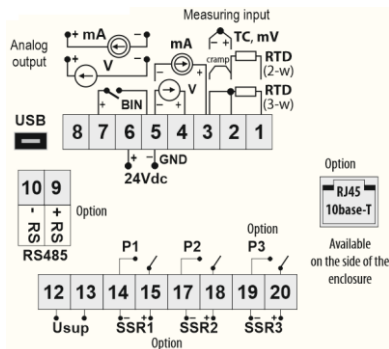 Measuring input
Analog
output
+ mA -
+ V -
mA
V
BIN
TC, mV
cramp
RTD
(2-w)
RTD
(3-w)
USB
8 7 6 5 4 3 2 1
+ - GND
24Vdc
10 9
- RS + RS
RS485
Option
Option
RJ45
10base-T
Available
on the side of the
enclosure
Option
P1 P2 P3
12 13 14 15 17 18 19 20
Usup
- + - + - +
SSR1 SSR2 SSR3
Option